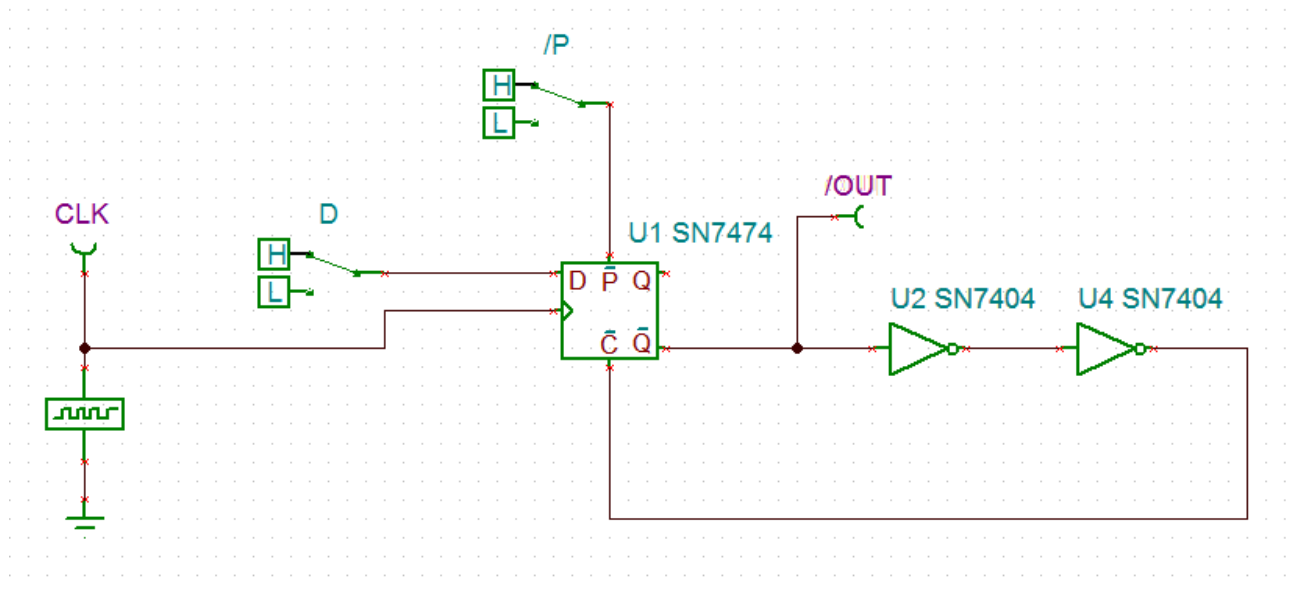 /P
H
L
/OUT
CLK
D
U1 SN7474
H
L
D P̅ Q
U2 SN7404
U4 SN7404
C̅ Q̅